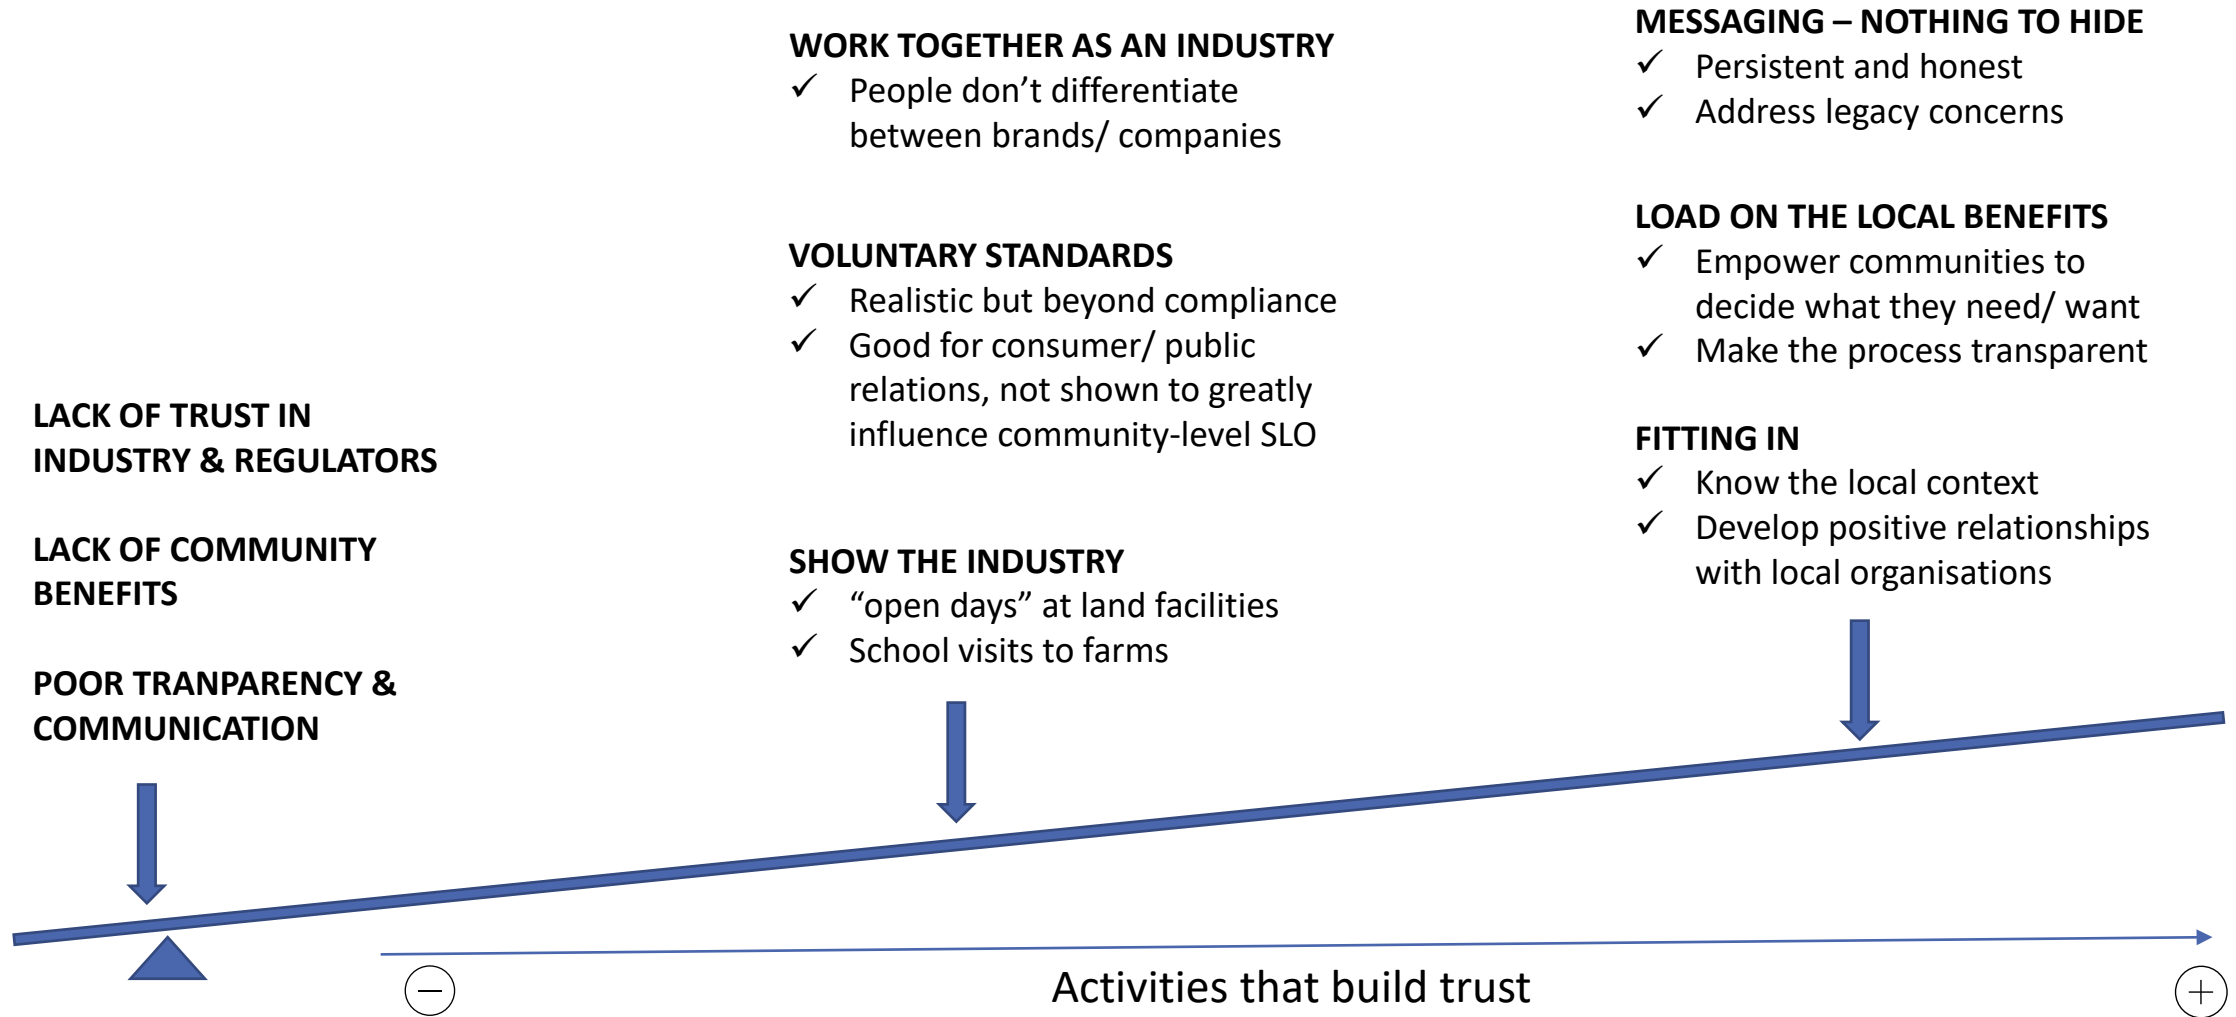 LACK OF TRUST IN
INDUSTRY & REGULATORS
LACK OF COMMUNITY
BENEFITS
POOR TRANPARENCY &
COMMUNICATION
WORK TOGETHER AS AN INDUSTRY
✓ People don’t differentiate
between brands/ companies
VOLUNTARY STANDARDS
✓ Realistic but beyond compliance
✓ Good for consumer/ public
relations, not shown to greatly
influence community-level SLO
SHOW THE INDUSTRY
✓ “open days” at land facilities
✓ School visits to farms
MESSAGING – NOTHING TO HIDE
✓ Persistent and honest
✓ Address legacy concerns
LOAD ON THE LOCAL BENEFITS
✓ Empower communities to
decide what they need/ want
✓ Make the process transparent
FITTING IN
✓ Know the local context
✓ Develop positive relationships
with local organisations
− Activities that build trust +